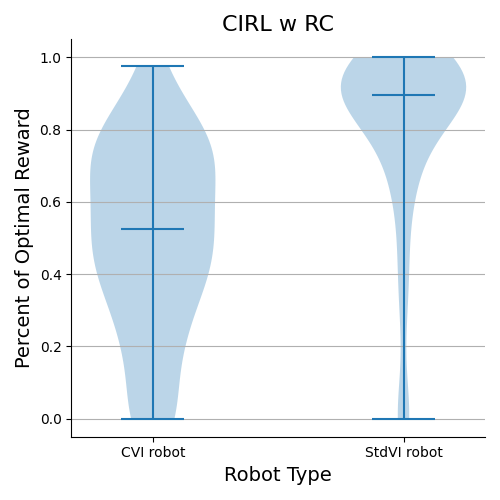 CIRL w RC
1.0
0.8
0.6
0.4
0.2
0.0
Percent of Optimal Reward
CVI robot
StdVI robot
Robot Type